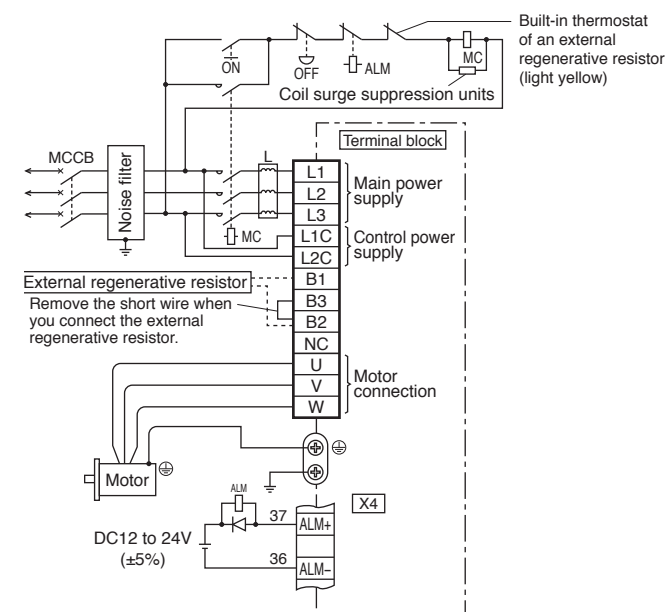 Built-in thermostat
of an external
regenerative resistor
(light yellow)
ON
OFF
ALM
MC
Coil surge suppression units
MCCB
Noise filter
L
MC
Terminal block
L1
L2
L3
Main power
supply
L1C
L2C
Control power
supply
External regenerative resistor
B1
B3
B2
Remove the short wire when
you connect the external
regenerative resistor.
NC
U
V
W
Motor
connection
Motor
ALM
DC12 to 24V
(±5%)
37
ALM+
36
ALM−
X4